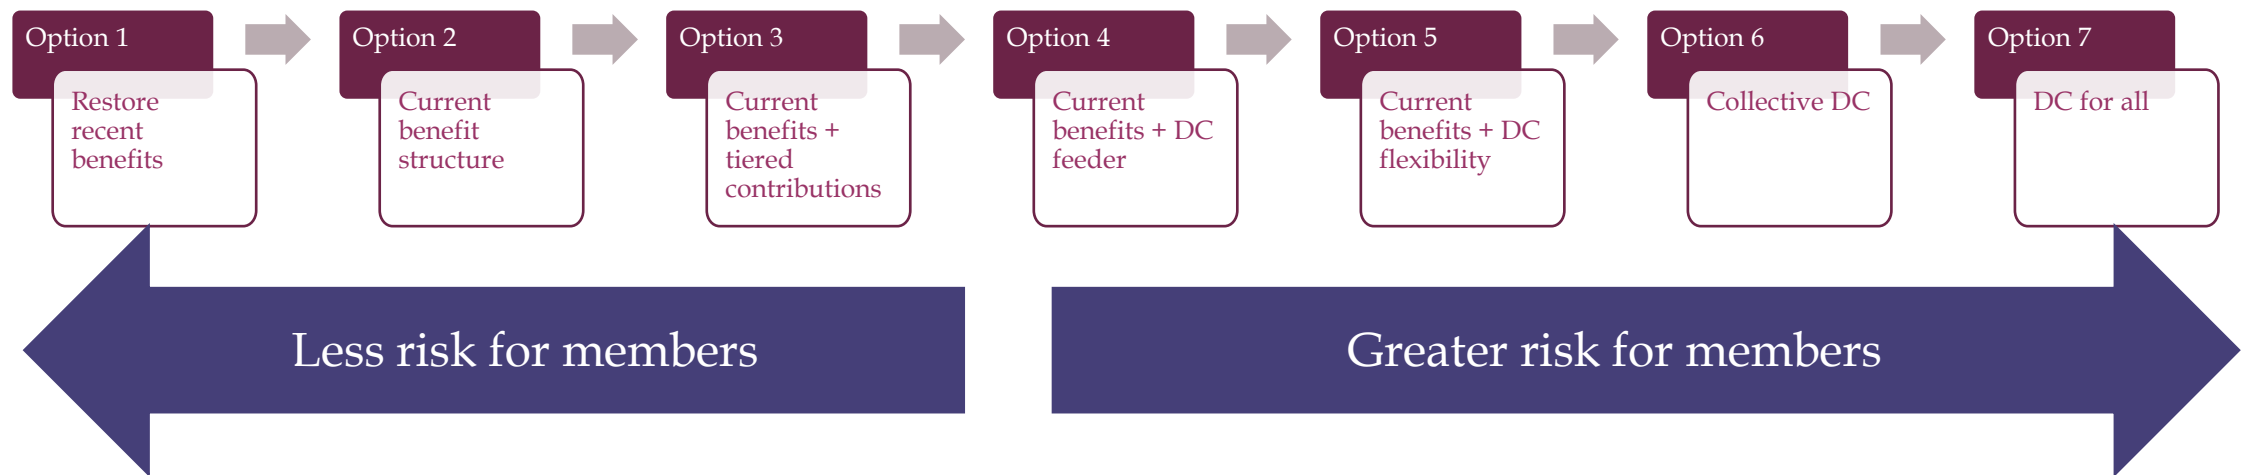 Option 1
Restore
recent
benefits
Option 2
Current
benefit
structure
Option 3
Current
benefits +
tiered
contributions
Option 4
Current
benefits + DC
feeder
Option 5
Current
benefits + DC
flexibility
Option 6
Collective DC
Option 7
DC for all
Less risk for members
Greater risk for members